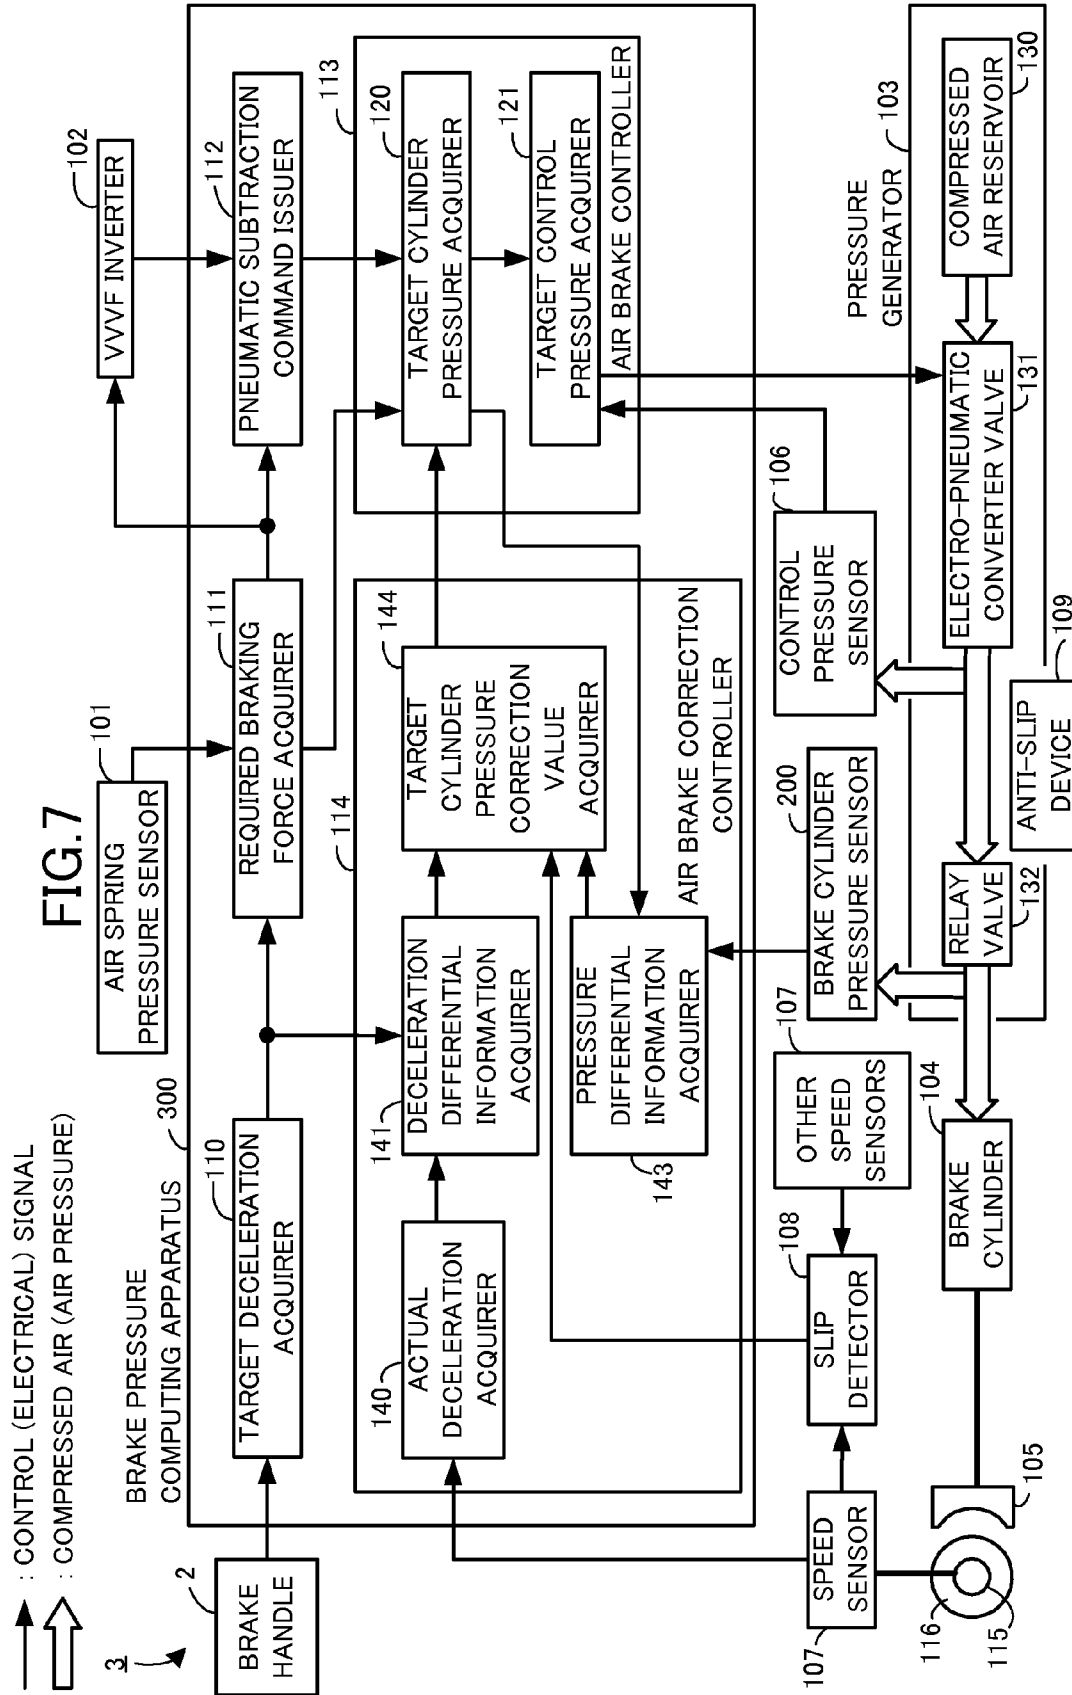 FIG.7
: CONTROL (ELECTRICAL) SIGNAL
: COMPRESSED AIR (AIR PRESSURE)
3
2
BRAKE
HANDLE
BRAKE PRESSURE
COMPUTING APPARATUS
300
110
TARGET DECELERATION
ACQUIRER
101
AIR SPRING
PRESSURE SENSOR
111
REQUIRED BRAKING
FORCE ACQUIRER
102
VVVF INVERTER
112
PNEUMATIC SUBTRACTION
COMMAND ISSUER
114
140
ACTUAL
DECELERATION
ACQUIRER
141
DECELERATION
DIFFERENTIAL
INFORMATION
ACQUIRER
144
TARGET
CYLINDER
PRESSURE
CORRECTION
VALUE
ACQUIRER
143
PRESSURE
DIFFERENTIAL
INFORMATION
ACQUIRER
AIR BRAKE CORRECTION
CONTROLLER
113
120
TARGET CYLINDER
PRESSURE ACQUIRER
121
TARGET CONTROL
PRESSURE ACQUIRER
AIR BRAKE CONTROLLER
107
SPEED
SENSOR
108
SLIP
DETECTOR
107
OTHER
SPEED
SENSORS
200
BRAKE CYLINDER
PRESSURE SENSOR
106
CONTROL
PRESSURE
SENSOR
PRESSURE
GENERATOR
103
116
115
105
104
BRAKE
CYLINDER
RELAY
VALVE
132
ELECTRO-PNEUMATIC
CONVERTER VALVE
131
COMPRESSED
AIR RESERVOIR
130
ANTI-SLIP
DEVICE
109